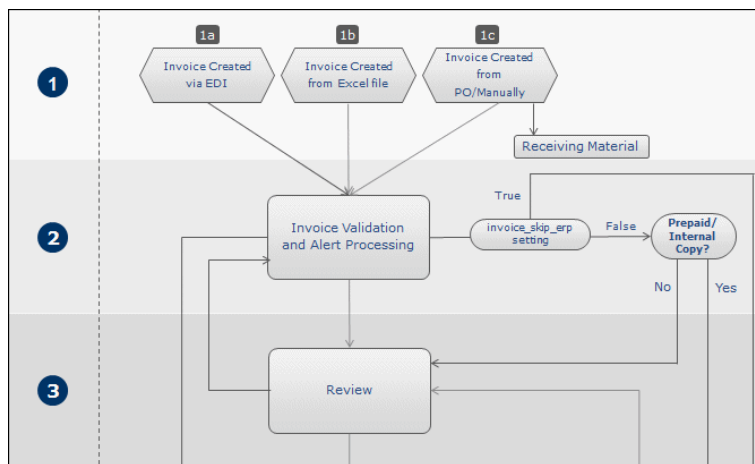 1a
1b
1c
Invoice Created
via EDI
Invoice Created
from Excel file
Invoice Created
from
PO/Manually
1
Receiving Material
True
Invoice Validation
and Alert Processing
invoice_skip_erp
setting
False
Prepaid/
Internal
Copy?
2
No
Yes
Review
3